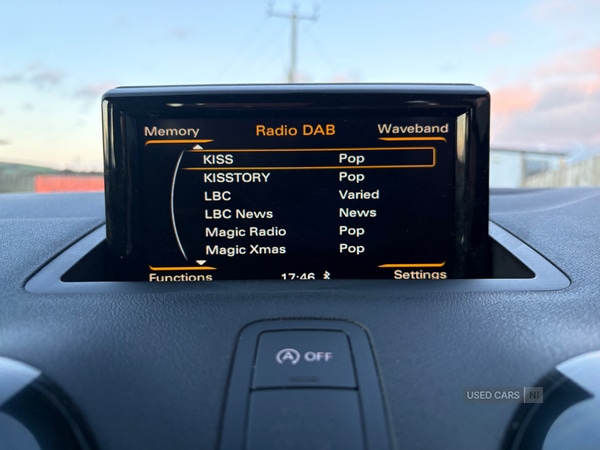 Memory Radio DAB Waveband
KISS Pop
KISSTORY Pop
LBC Varied
LBC News News
Magic Radio Pop
Magic Xmas Pop
Functions 17:46 Settings
A OFF
USED CARS NI